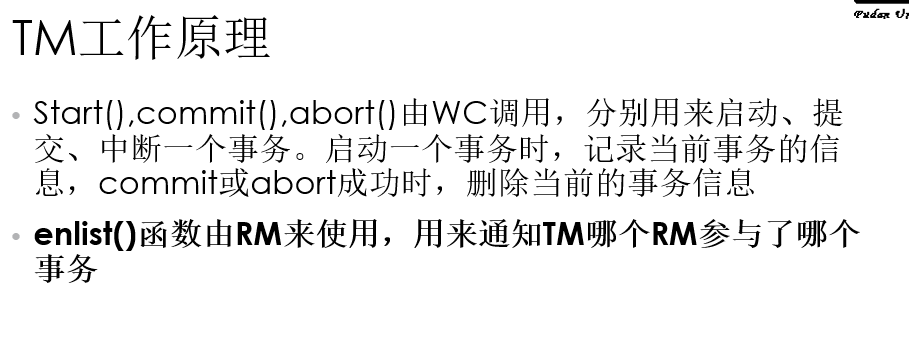 TM工作原理
• Start(),commit(),abort()由WC调用，分别用来启动、提
交、中断一个事务。启动一个事务时，记录当前事务的信
息，commit或abort成功时，删除当前的事务信息
• enlist()函数由RM来使用，用来通知TM哪个RM参与了哪个
事务